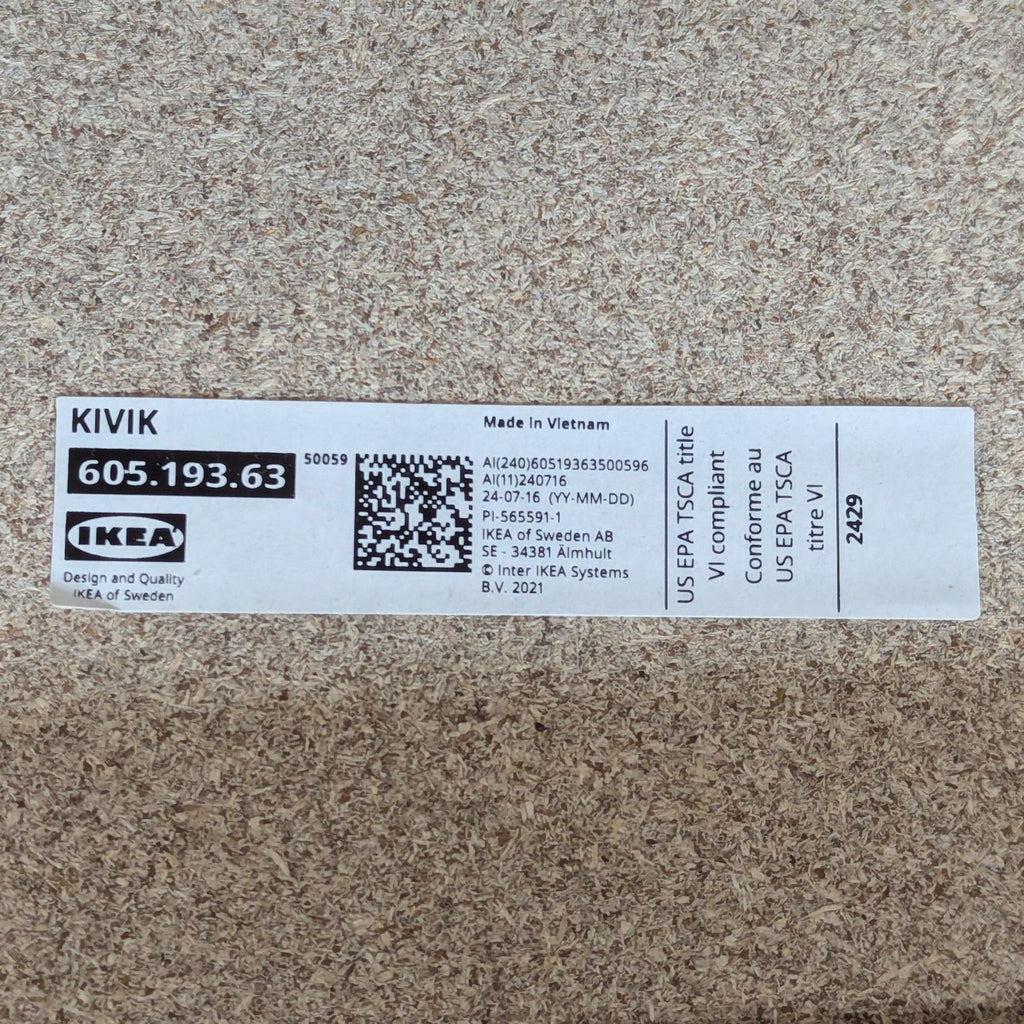 KIVIK
605.193.63
50059
IKEA
Design and Quality
IKEA of Sweden
Made in Vietnam
AI(240)60519363500596
AI(11)240716
24-07-16 (YY-MM-DD)
PI-565591-1
IKEA of Sweden AB
SE - 34381 Älmhult
© Inter IKEA Systems
B.V. 2021
US EPA TSCA title
VI compliant
Conforme au
US EPA TSCA
titre VI
2429